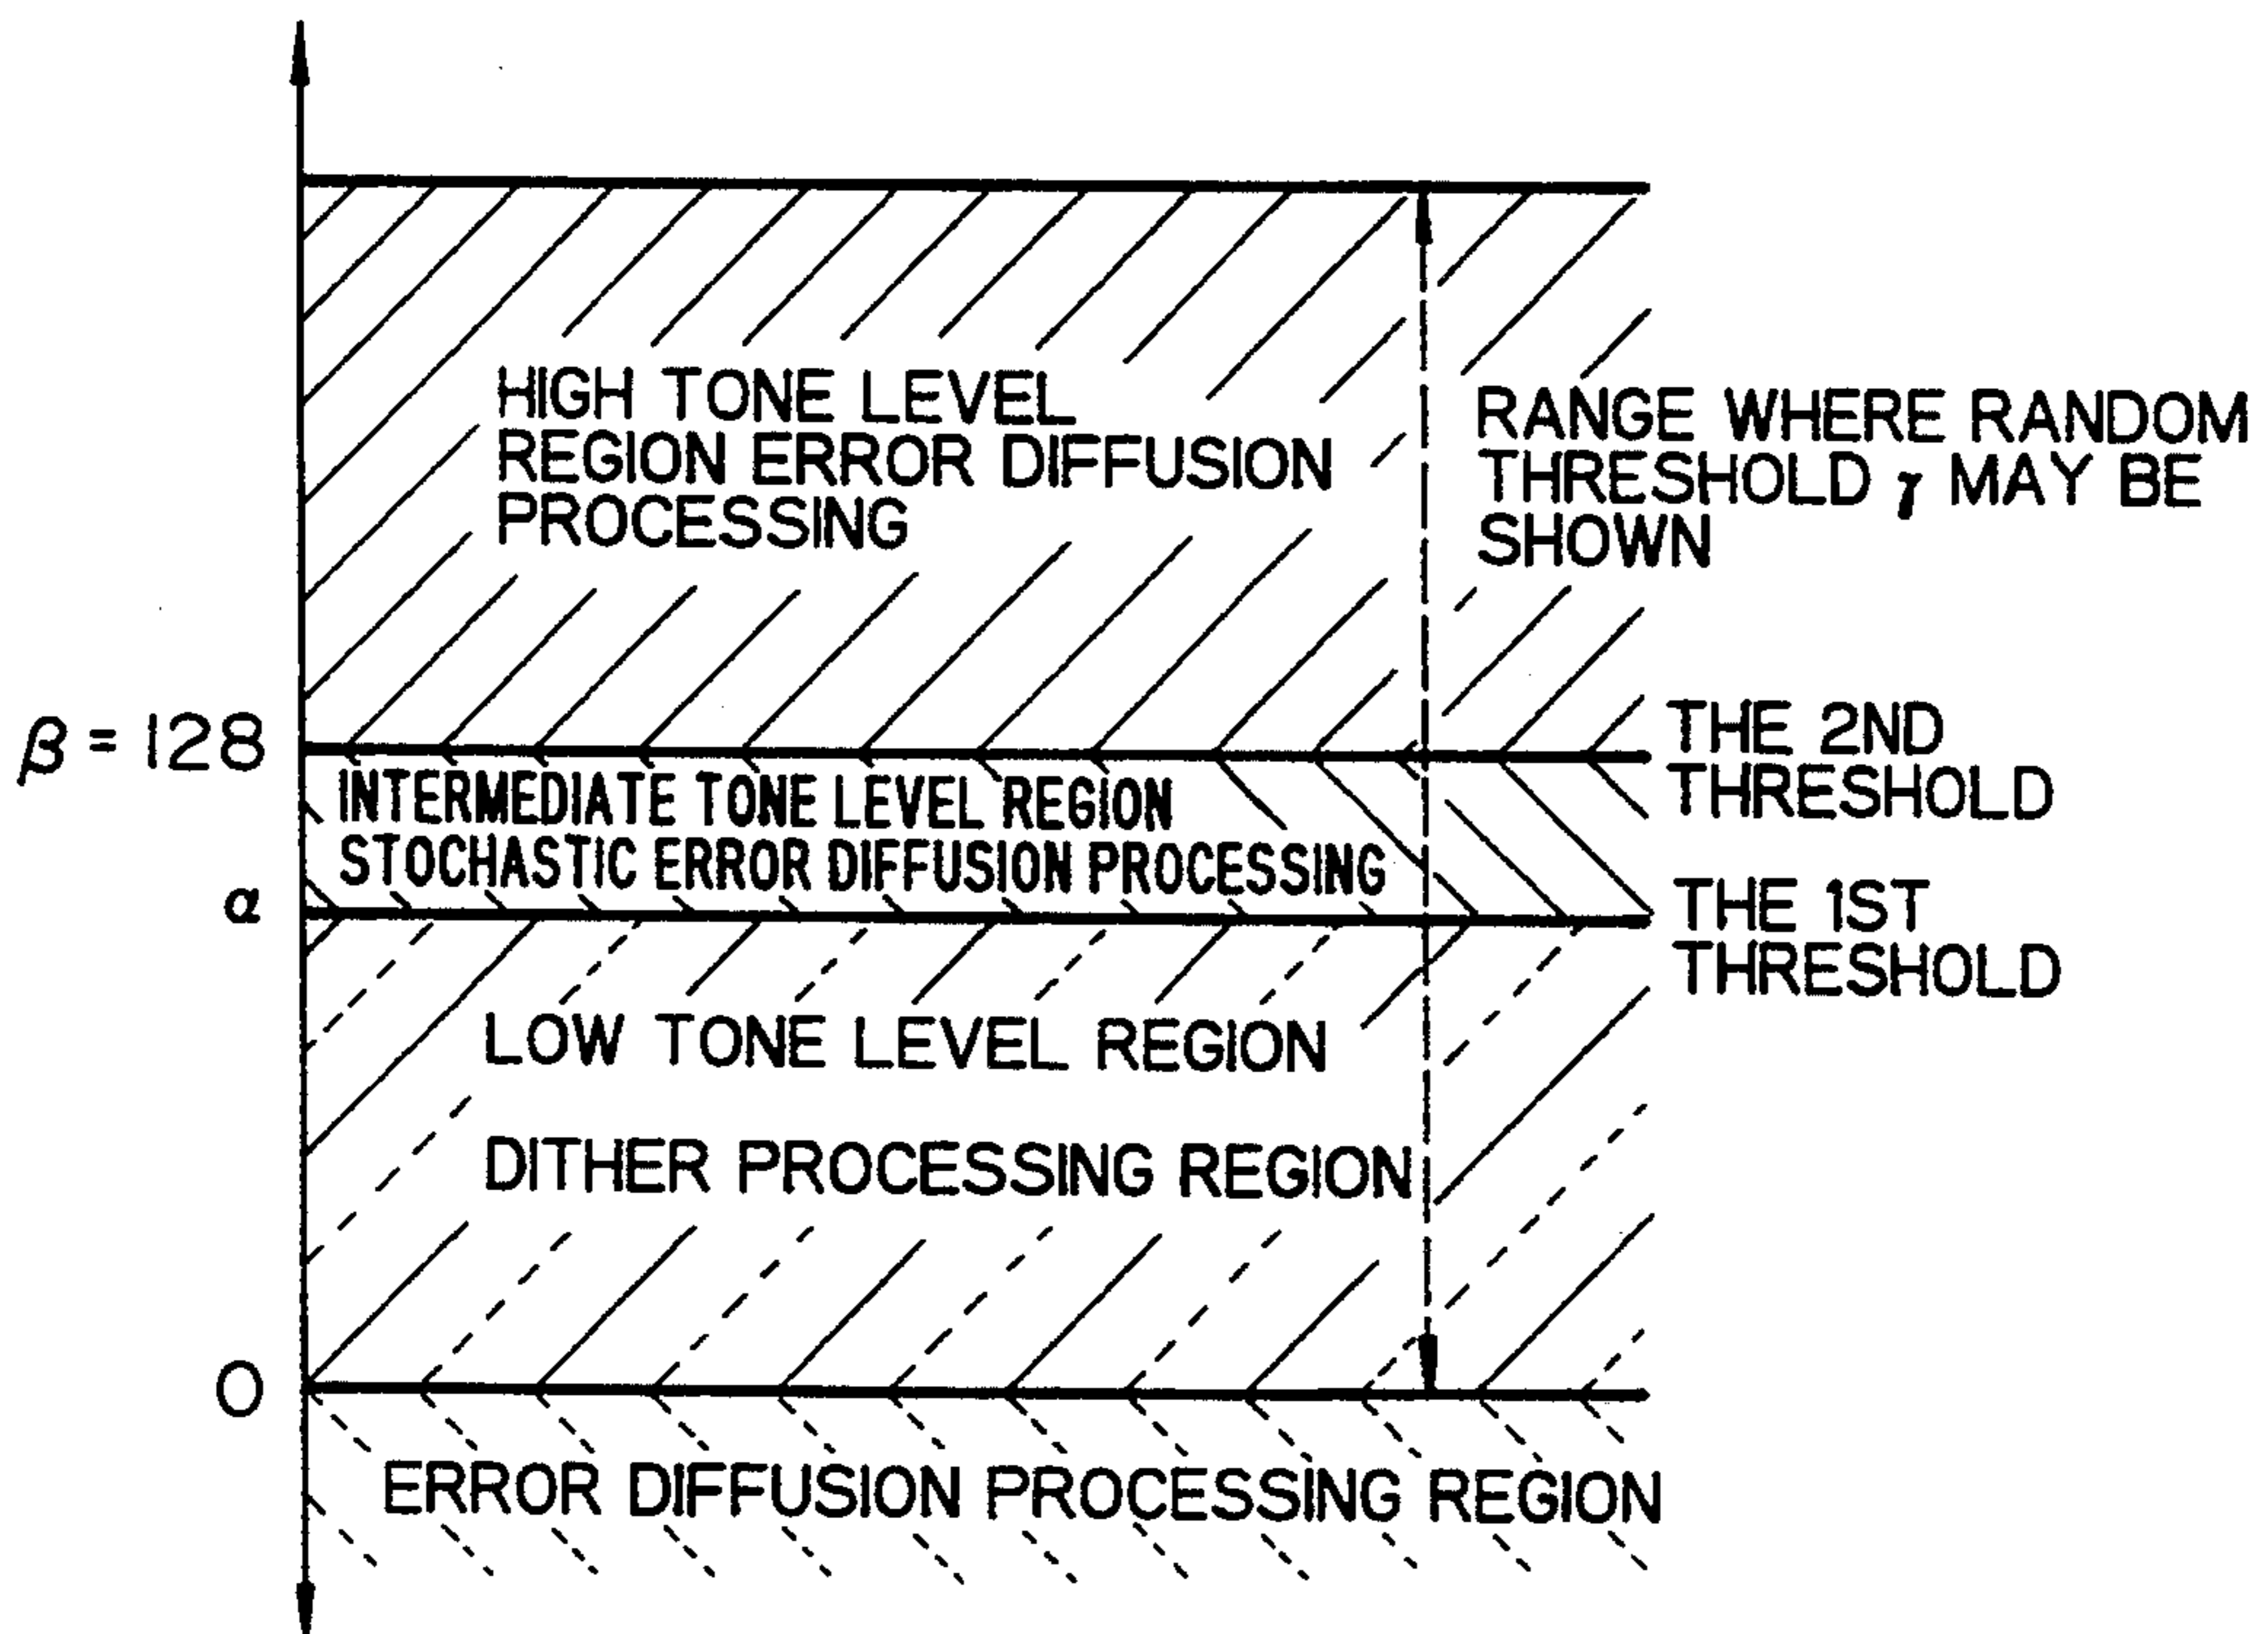 HIGH TONE LEVEL
REGION ERROR DIFFUSION
PROCESSING
RANGE WHERE RANDOM
THRESHOLD γ MAY BE
SHOWN
β = 128
THE 2ND
THRESHOLD
INTERMEDIATE TONE LEVEL REGION
STOCHASTIC ERROR DIFFUSION PROCESSING
α
THE 1ST
THRESHOLD
LOW TONE LEVEL REGION
DITHER PROCESSING REGION
0
ERROR DIFFUSION PROCESSING REGION